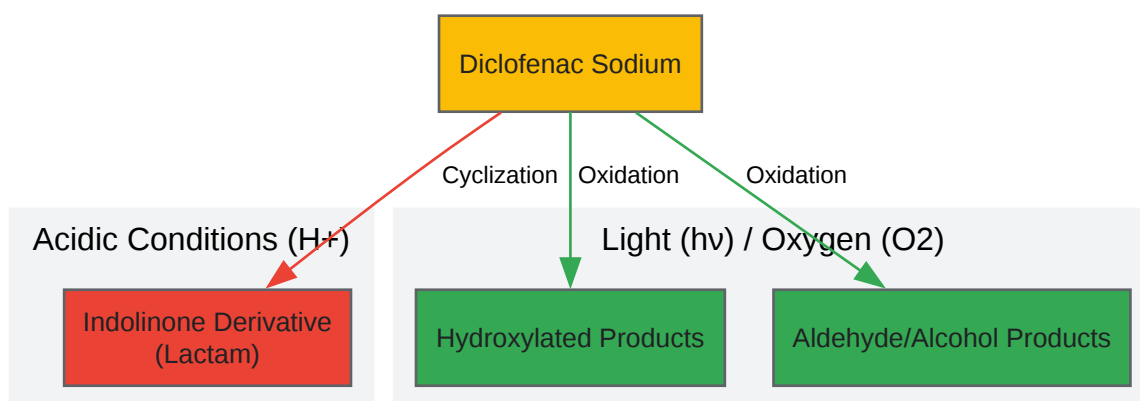 Diclofenac Sodium
Cyclization
Oxidation
Oxidation
Acidic Conditions (H+)
Light (hν) / Oxygen (O2)
Indolinone Derivative
(Lactam)
Hydroxylated Products
Aldehyde/Alcohol Products